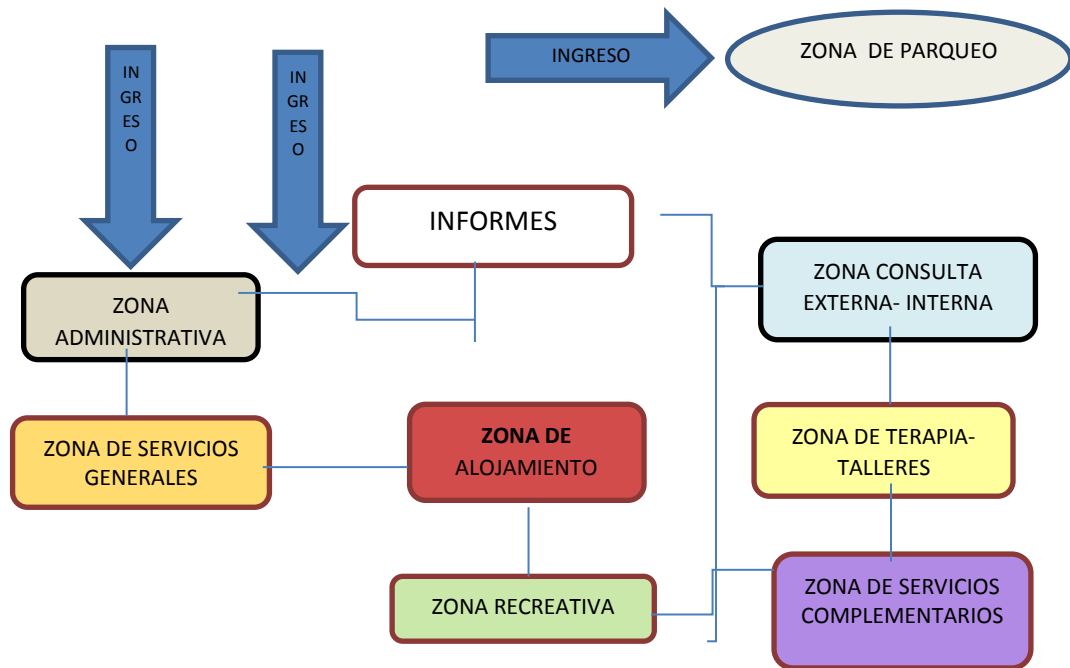 IN
GR
ES
O
IN
GR
ES
O
INGRESO
ZONA DE PARQUEO
INFORMES
ZONA
ADMINISTRATIVA
ZONA CONSULTA
EXTERNA- INTERNA
ZONA DE SERVICIOS
GENERALES
ZONA DE
ALOJAMIENTO
ZONA DE TERAPIA-
TALLERES
ZONA RECREATIVA
ZONA DE SERVICIOS
COMPLEMENTARIOS